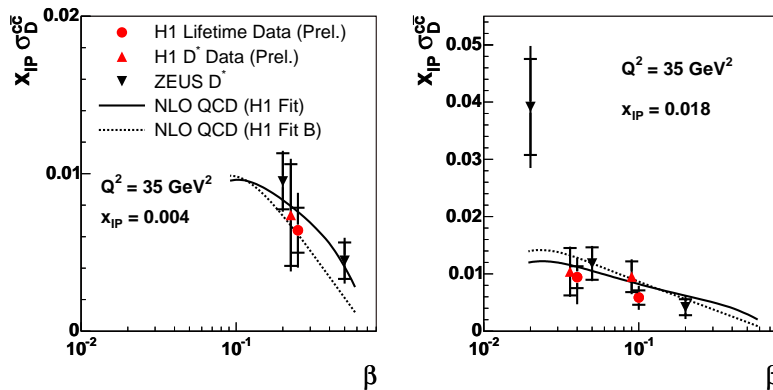 x_IP σ_D^cc̄
0.02
0.01
0
H1 Lifetime Data (Prel.)
H1 D* Data (Prel.)
ZEUS D*
NLO QCD (H1 Fit)
NLO QCD (H1 Fit B)
Q² = 35 GeV²
x_IP = 0.004
10⁻² 10⁻¹
β
x_IP σ_D^cc̄
0.05
0.04
0.03
0.02
0.01
0
Q² = 35 GeV²
x_IP = 0.018
10⁻² 10⁻¹
β